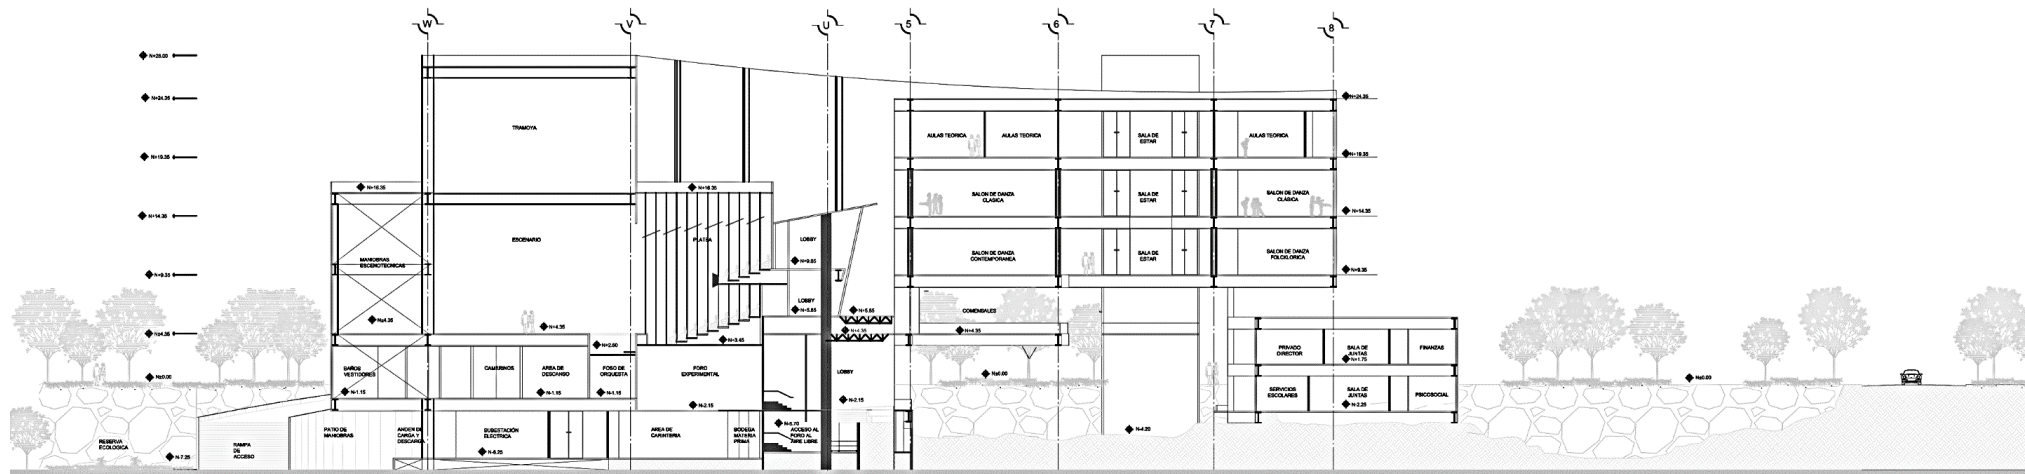 W
V
U
5
6
7
8
N+28.00
N+24.35
N+19.35
N+14.35
N+9.35
N±4.35
N±0.00
N-7.25
TRAMOYA
N+16.35
N+16.35
ESCENARIO
PLATEA
MANIOBRAS
ESCENOTECNICAS
N±4.35
N+4.35
LOBBY
N+9.85
LOBBY
N+5.85
N+5.85
N+4.35
N+2.60
N+3.45
BAÑOS
VESTIDORES
N-1.15
CAMERINOS
AREA DE
DESCANSO
N-1.15
FOSO DE
ORQUESTA
N-1.15
FORO
EXPERIMENTAL
N-2.15
LOBBY
N-2.15
RESERVA
ECOLOGICA
RAMPA
DE
ACCESO
PATIO DE
MANIOBRAS
ANDEN DE
CARGA Y
DESCARGA
SUBESTACIÓN
ELECTRICA
N-6.25
AREA DE
CARINTERIA
BODEGA
MATERIA
PRIMA
N-5.70
ACCESO AL
FORO AL
AIRE LIBRE
AULAS TEORICA
AULAS TEORICA
SALA DE
ESTAR
AULAS TEORICA
N+24.35
N+19.35
SALON DE DANZA
CLASICA
SALA DE
ESTAR
SALON DE DANZA
CLÁSICA
N+14.35
SALON DE DANZA
CONTEMPORANEA
SALA DE
ESTAR
SALON DE DANZA
FOLCLORICA
N+9.35
COMENSALES
N+4.35
N±0.00
N-4.20
PRIVADO
DIRECTOR
SALA DE
JUNTAS
N+1.75
FINANZAS
SERVICIOS
ESCOLARES
SALA DE
JUNTAS
N-2.25
PSICOSOCIAL
N±0.00